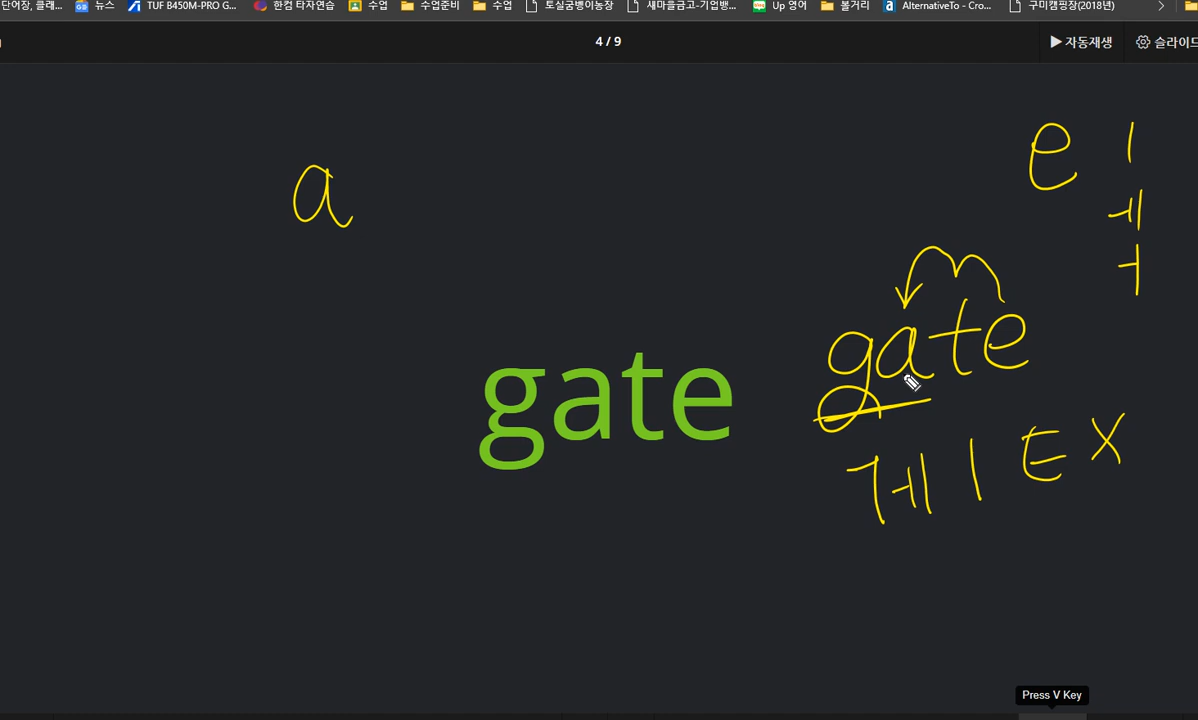 단어장, 클래... 뉴스 TUF B450M-PRO G... 한컴 타자연습 수업 수업준비 수업 토실굼벵이농장 새마을금고-기업뱅... Up 영어 볼거리 AlternativeTo - Cro... 구미캠핑장(2018년)
4 / 9 ▶ 자동재생 슬라이드
e ㅣ
ㅔ
ㅓ
a
gate
gate
ㄱㅔㅣㅌ X
Press V Key